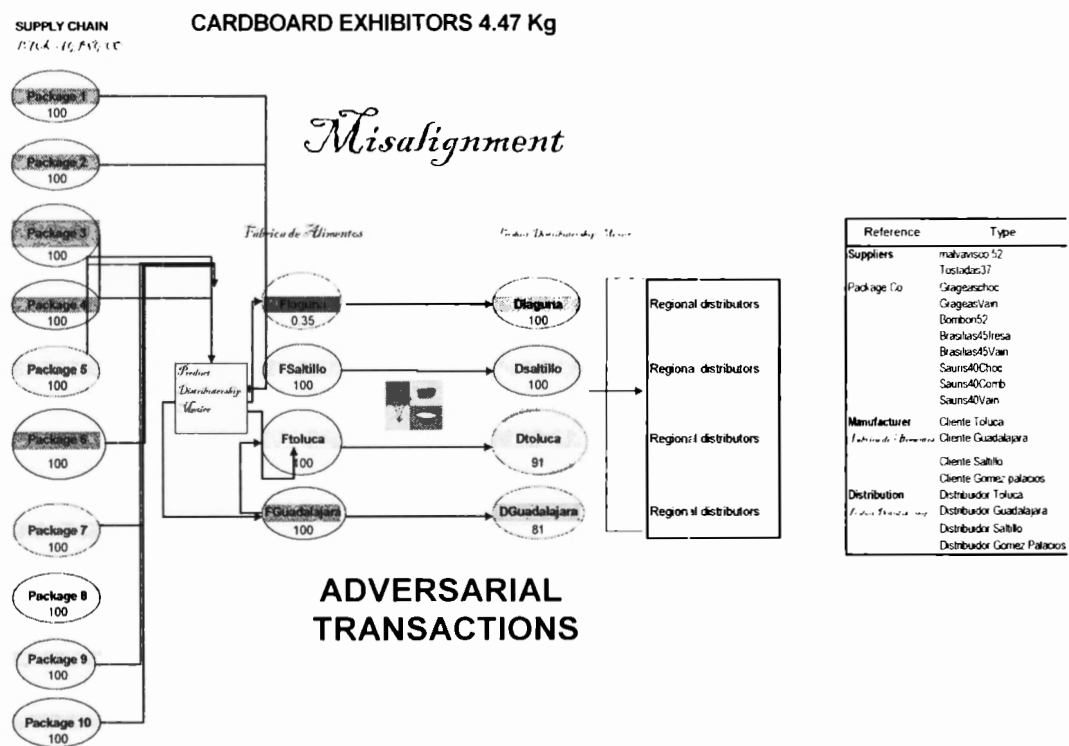 CARDBOARD EXHIBITORS 4.47 Kg
SUPPLY CHAIN
Misalignment
Package 1
100
Package 2
100
Package 3
100
Package 4
100
Package 5
100
Package 6
100
Package 7
100
Package 8
100
Package 9
100
Package 10
100
Product
Distributership
Fabrica de Alimentos
Flaguna
0.35
FSaltillo
100
Ftoluca
100
FGuadalajara
100
Product Distributership
Dlaguna
100
Dsaltillo
100
Dtoluca
91
DGuadalajara
81
Regional distributors
Regional distributors
Regional distributors
Regional distributors
ADVERSARIAL
TRANSACTIONS
Reference Type
Suppliers malvavisco 52
Tostadas37
Package Co Grageaschoc
GrageasVain
Bombon52
Brasilias45fresa
Brasilias45Vain
Sauns40Choc
Sauns40Comb
Sauns40Vain
Manufacturer Cliente Toluca
Cliente Guadalajara
Cliente Saltillo
Cliente Gomez palacios
Distribution Distribuidor Toluca
Distribuidor Guadalajara
Distribuidor Saltillo
Distribuidor Gomez Palacios